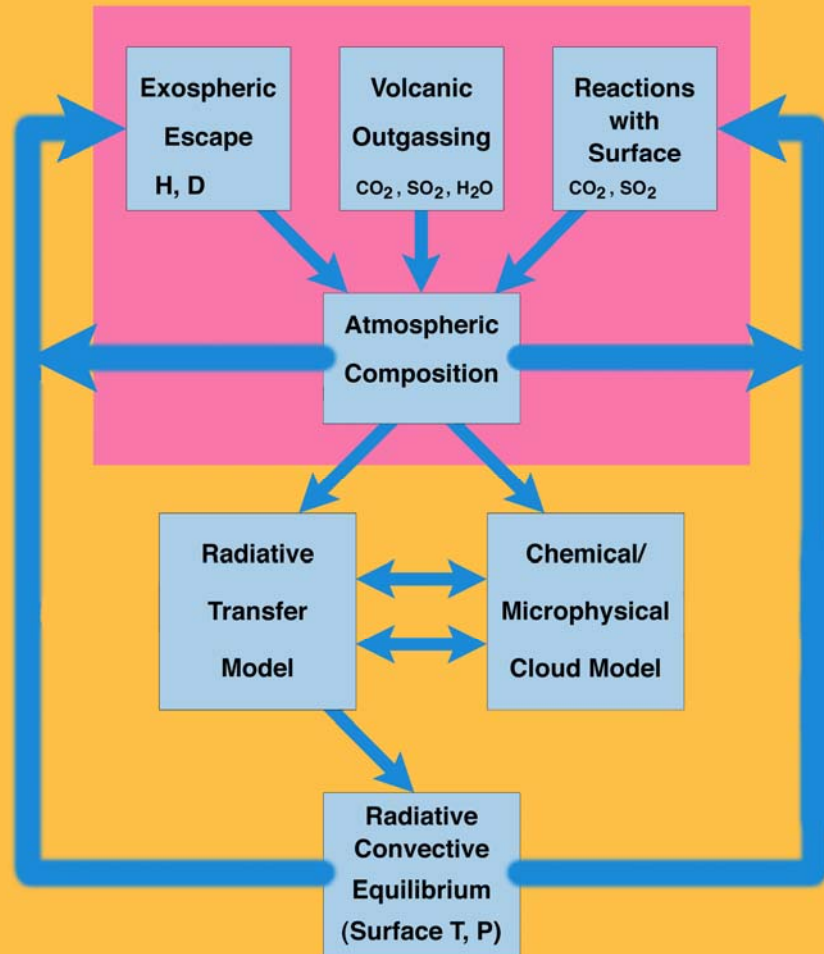 Exospheric
Escape
H, D
Volcanic
Outgassing
CO₂, SO₂, H₂O
Reactions
with
Surface
CO₂, SO₂
Atmospheric
Composition
Radiative
Transfer
Model
Chemical/
Microphysical
Cloud Model
Radiative
Convective
Equilibrium
(Surface T, P)